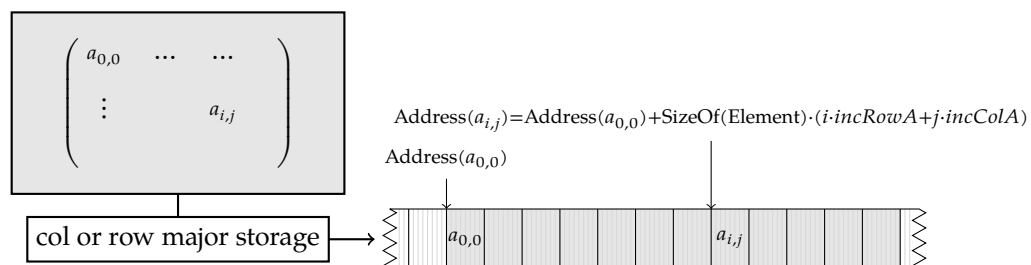 a0,0 ... ...
⋮ ai,j
Address(ai,j)=Address(a0,0)+SizeOf(Element)·(i·incRowA+j·incColA)
Address(a0,0)
col or row major storage
a0,0 ai,j